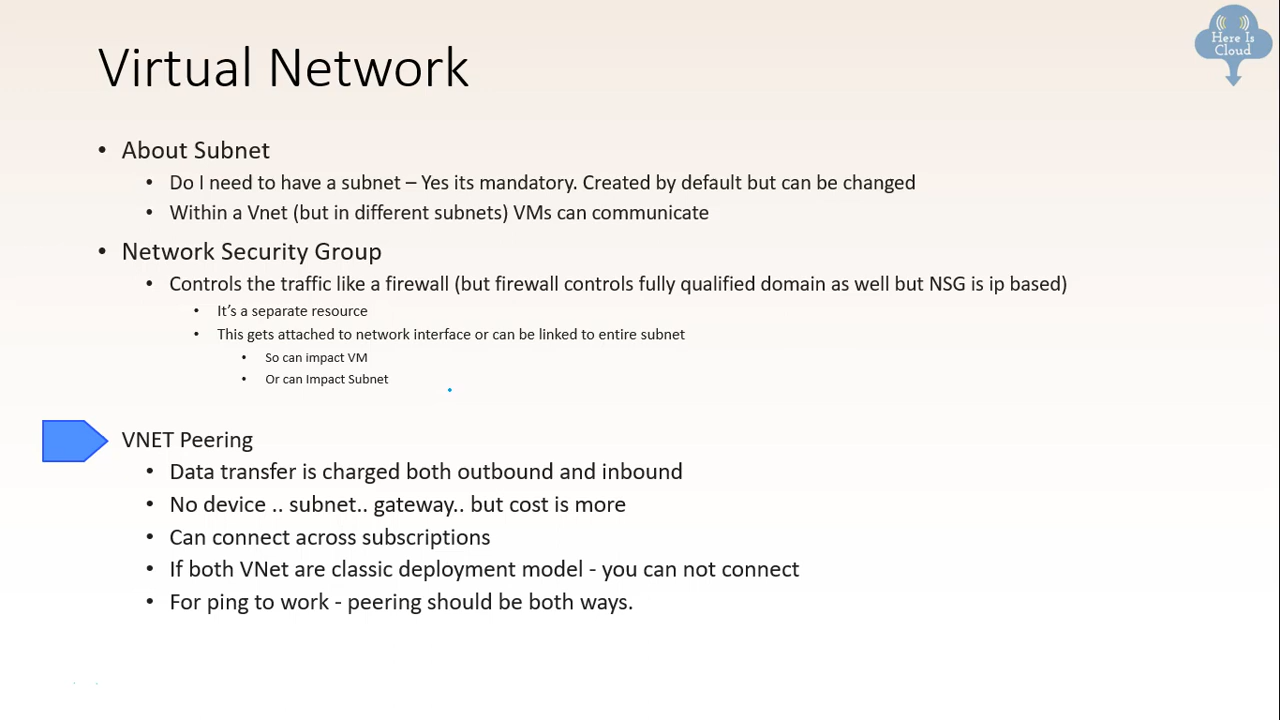 Here Is
Cloud
Virtual Network
• About Subnet
• Do I need to have a subnet – Yes its mandatory. Created by default but can be changed
• Within a Vnet (but in different subnets) VMs can communicate
• Network Security Group
• Controls the traffic like a firewall (but firewall controls fully qualified domain as well but NSG is ip based)
• It’s a separate resource
• This gets attached to network interface or can be linked to entire subnet
• So can impact VM
• Or can Impact Subnet
VNET Peering
• Data transfer is charged both outbound and inbound
• No device .. subnet.. gateway.. but cost is more
• Can connect across subscriptions
• If both VNet are classic deployment model - you can not connect
• For ping to work - peering should be both ways.